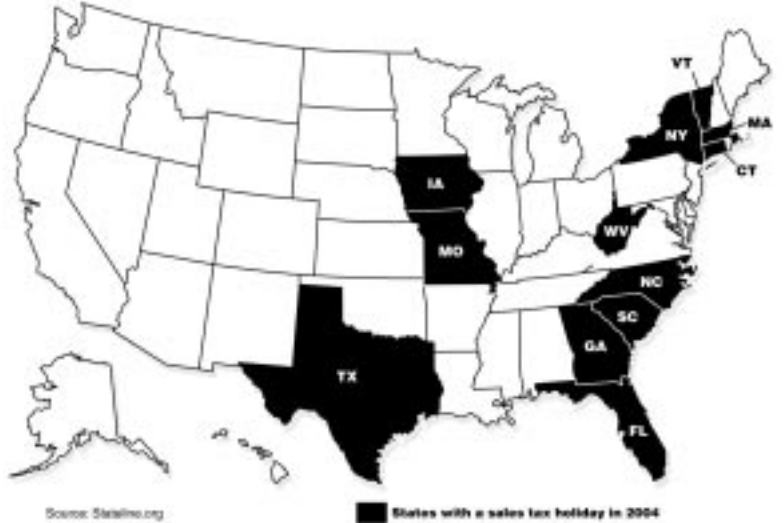 VT
NY
MA
CT
IA
WV
MO
NC
SC
GA
TX
FL
Source: Stateline.org
States with a sales tax holiday in 2004